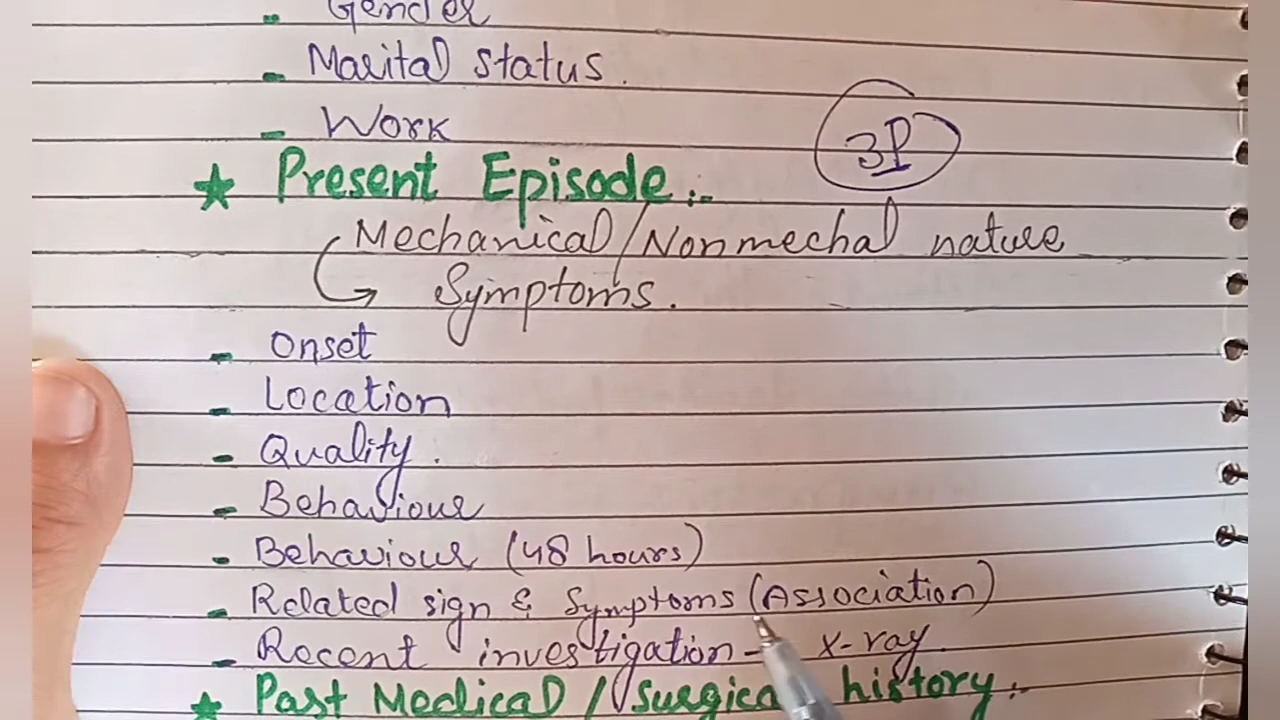 - Gender
- Marital status.
- Work
3P
★ Present Episode:-
Mechanical/Nonmechal nature
Symptoms.
- Onset
- Location
- Quality.
- Behaviour
- Behaviour (48 hours)
- Related sign & Symptoms (Association)
- Recent investigation - X-ray.
★ Past Medical / Surgical history:-